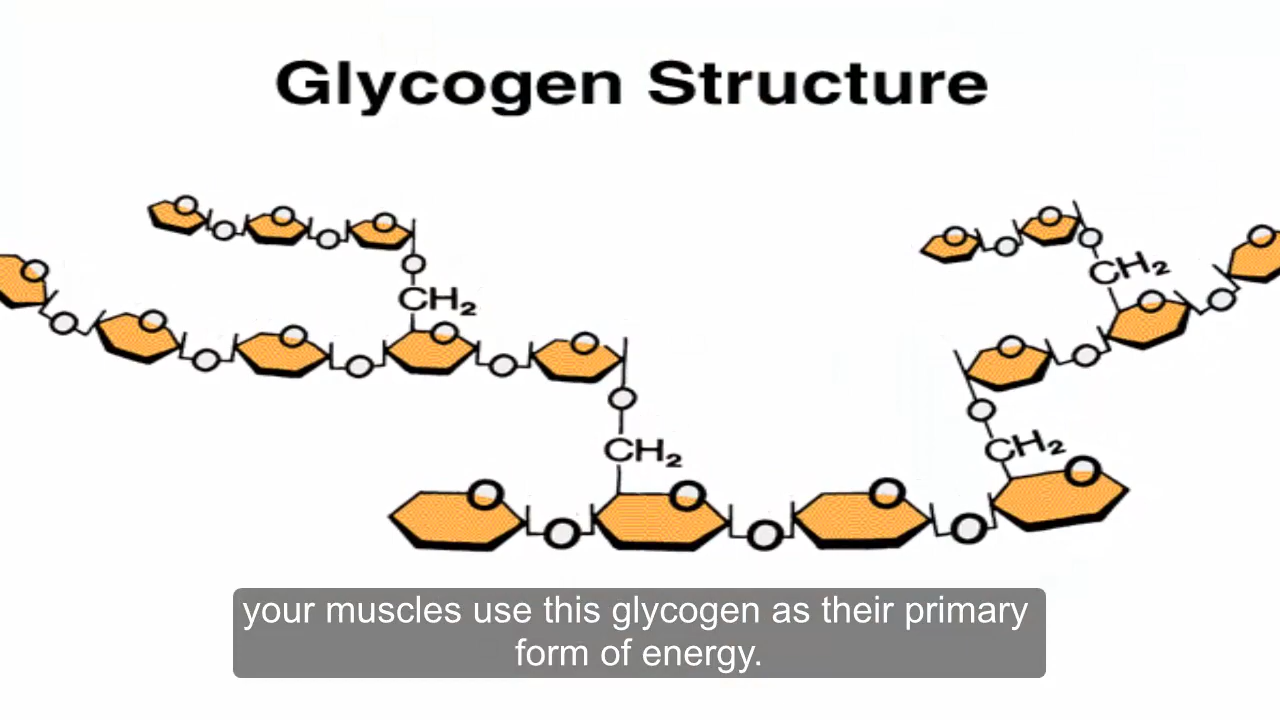 Glycogen Structure
O O O O
O O O O O O
O O O
CH₂ CH₂
O O O O O O
O O O O O
O O
CH₂ CH₂
O O O O
O O O
your muscles use this glycogen as their primary
form of energy.